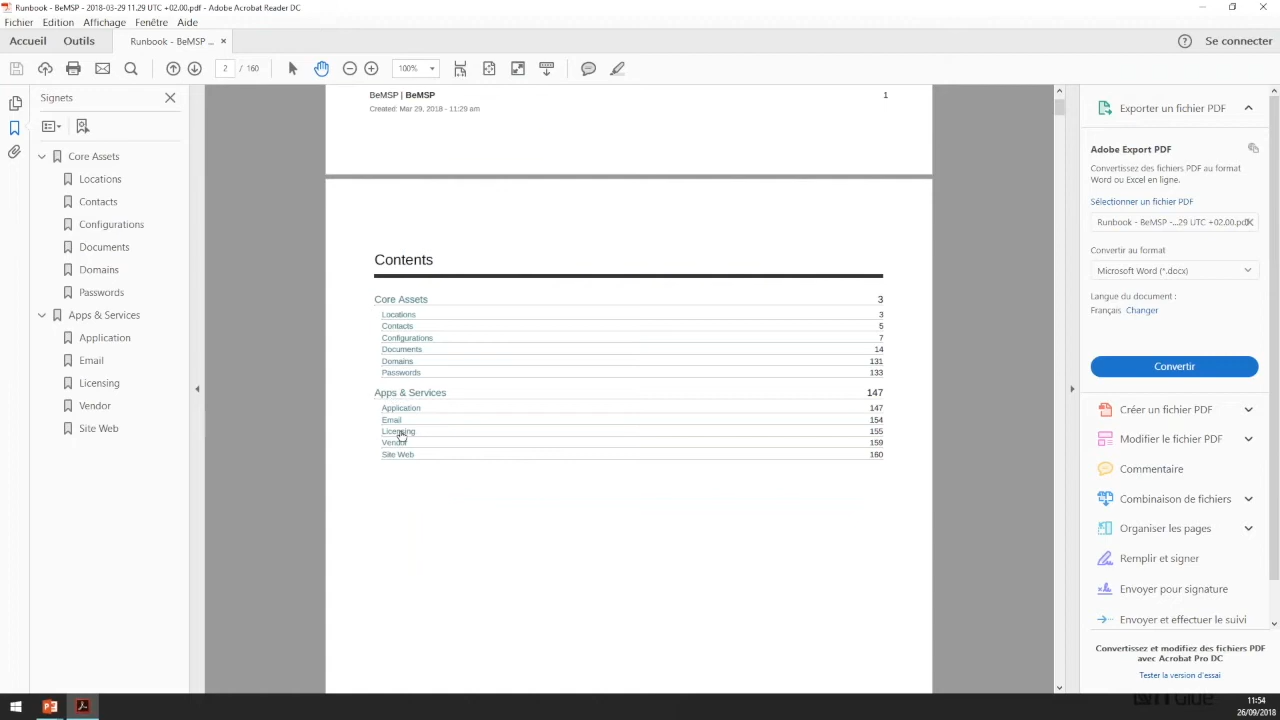 Runbook - BeMSP - 2018-03-29 11.29 UTC +02.00.pdf - Adobe Acrobat Reader DC
Fichier Edition Affichage Fenêtre Aide
Accueil Outils Runbook - BeMSP ... × Se connecter
2 / 160 100%
Signets
Core Assets
Locations
Contacts
Configurations
Documents
Domains
Passwords
Apps & Services
Application
Email
Licensing
Vendor
Site Web
BeMSP | BeMSP 1
Created: Mar 29, 2018 - 11:29 am
Contents
Core Assets 3
Locations 3
Contacts 5
Configurations 7
Documents 14
Domains 131
Passwords 133
Apps & Services 147
Application 147
Email 154
Licensing 155
Vendor 159
Site Web 160
Exporter un fichier PDF
Adobe Export PDF
Convertissez des fichiers PDF au format
Word ou Excel en ligne.
Sélectionner un fichier PDF
Runbook - BeMSP -...29 UTC +02.00.pdf
Convertir au format
Microsoft Word (*.docx)
Langue du document :
Français Changer
Convertir
Créer un fichier PDF
Modifier le fichier PDF
Commentaire
Combinaison de fichiers
Organiser les pages
Remplir et signer
Envoyer pour signature
Envoyer et effectuer le suivi
Convertissez et modifiez des fichiers PDF
avec Acrobat Pro DC
Tester la version d'essai
11:54
26/09/2018